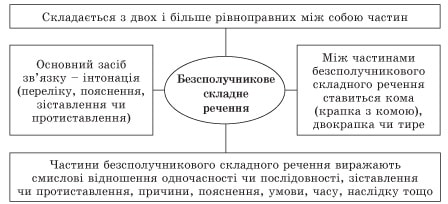 Складається з двох і більше рівноправних між собою частин
Основний засіб
зв’язку – інтонація
(переліку, пояснення,
зіставлення чи
протиставлення)
Безсполучникове
складне
речення
Між частинами
безсполучникового
складного речення
ставиться кома
(крапка з комою),
двокрапка чи тире
Частини безсполучникового складного речення виражають
смислові відношення одночасності чи послідовності, зіставлення
чи протиставлення, причини, пояснення, умови, часу, наслідку тощо